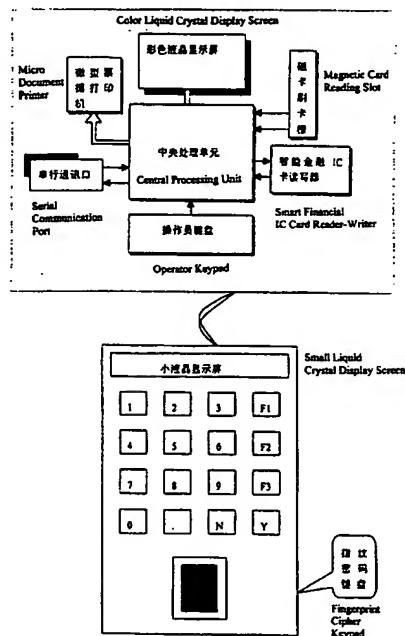 Color Liquid Crystal Display Screen
彩色液晶显示屏
Micro
Document
Printer
微型票
据打印
机
磁
卡
刷
卡
槽
Magnetic Card
Reading Slot
中央处理单元
Central Processing Unit
串行通讯口
Serial
Communication
Port
智能金融 IC
卡读写器
Smart Financial
IC Card Reader-Writer
操作员键盘
Operator Keypad
小液晶显示屏
Small Liquid
Crystal Display Screen
1 2 3 F1
4 5 6 F2
7 8 9 F3
0 . N Y
指纹
密码
键盘
Fingerprint
Cipher
Keypad